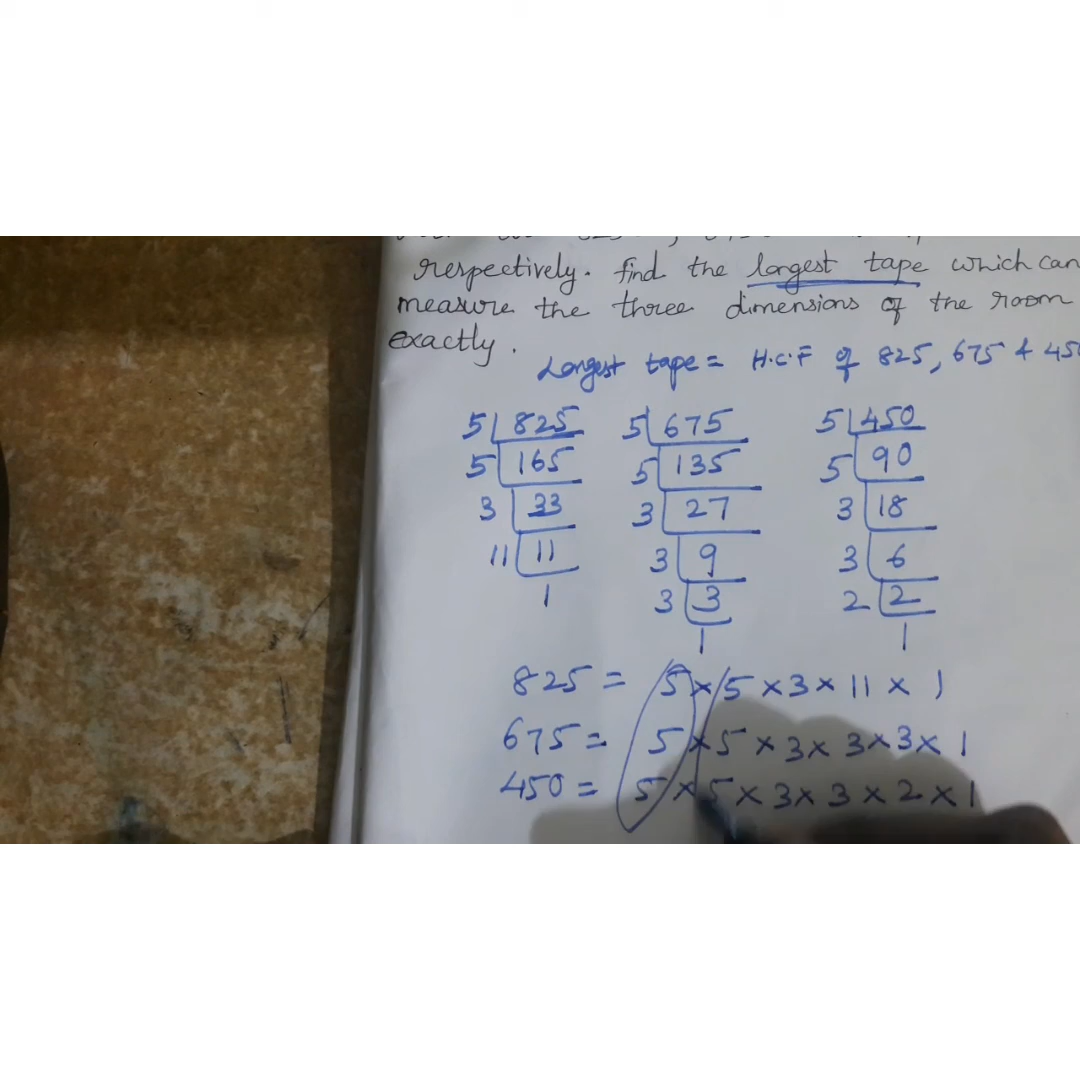 respectively. find the longest tape which can
measure the three dimensions of the room
exactly.
Longest tape = H.C.F of 825, 675 & 450
5 825 5 675 5 450
5 165 5 135 5 90
3 33 3 27 3 18
11 11 3 9 3 6
1 3 3 2 2
1 1
825 = 5 × 5 × 3 × 11 × 1
675 = 5 × 5 × 3 × 3 × 3 × 1
450 = 5 × 5 × 3 × 3 × 2 × 1